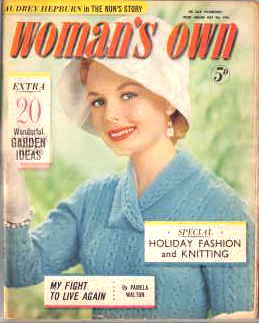 AUDREY HEPBURN in THE NUN'S STORY
Woman's Own
5D
EXTRA
20
Wonderful
GARDEN
IDEAS
SPECIAL
HOLIDAY FASHION
and KNITTING
MY FIGHT
TO LIVE AGAIN
By PAMELA
WALTON